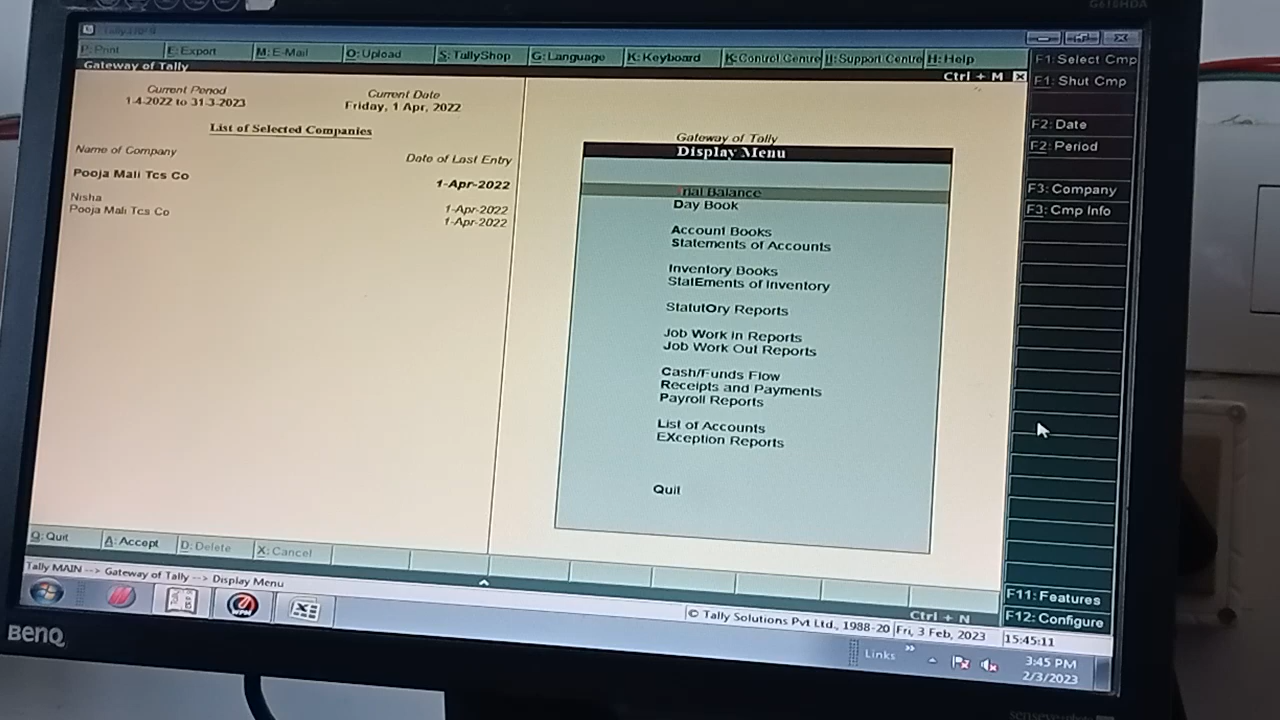 G610HDA
Tally.ERP 9
P: Print E: Export M: E-Mail O: Upload S: TallyShop G: Language K: Keyboard K: Control Centre H: Support Centre H: Help
F1: Select Cmp
Gateway of Tally Ctrl + M
F1: Shut Cmp
Current Period Current Date
1-4-2022 to 31-3-2023 Friday, 1 Apr, 2022
F2: Date
List of Selected Companies
Gateway of Tally
F2: Period
Name of Company Date of Last Entry
Display Menu
Pooja Mali Tcs Co 1-Apr-2022
F3: Company
Nisha 1-Apr-2022
Pooja Mali Tcs Co 1-Apr-2022
F3: Cmp Info
Trial Balance
Day Book
Account Books
Statements of Accounts
Inventory Books
StatEments of Inventory
StatutOry Reports
Job Work In Reports
Job Work Out Reports
Cash/Funds Flow
Receipts and Payments
Payroll Reports
List of Accounts
EXception Reports
Quit
Q: Quit A: Accept D: Delete X: Cancel
Tally MAIN --> Gateway of Tally --> Display Menu
Ctrl + N
F11: Features
F12: Configure
© Tally Solutions Pvt Ltd., 1988-20 Fri, 3 Feb, 2023 15:45:11
Links
3:45 PM
2/3/2023
BenQ